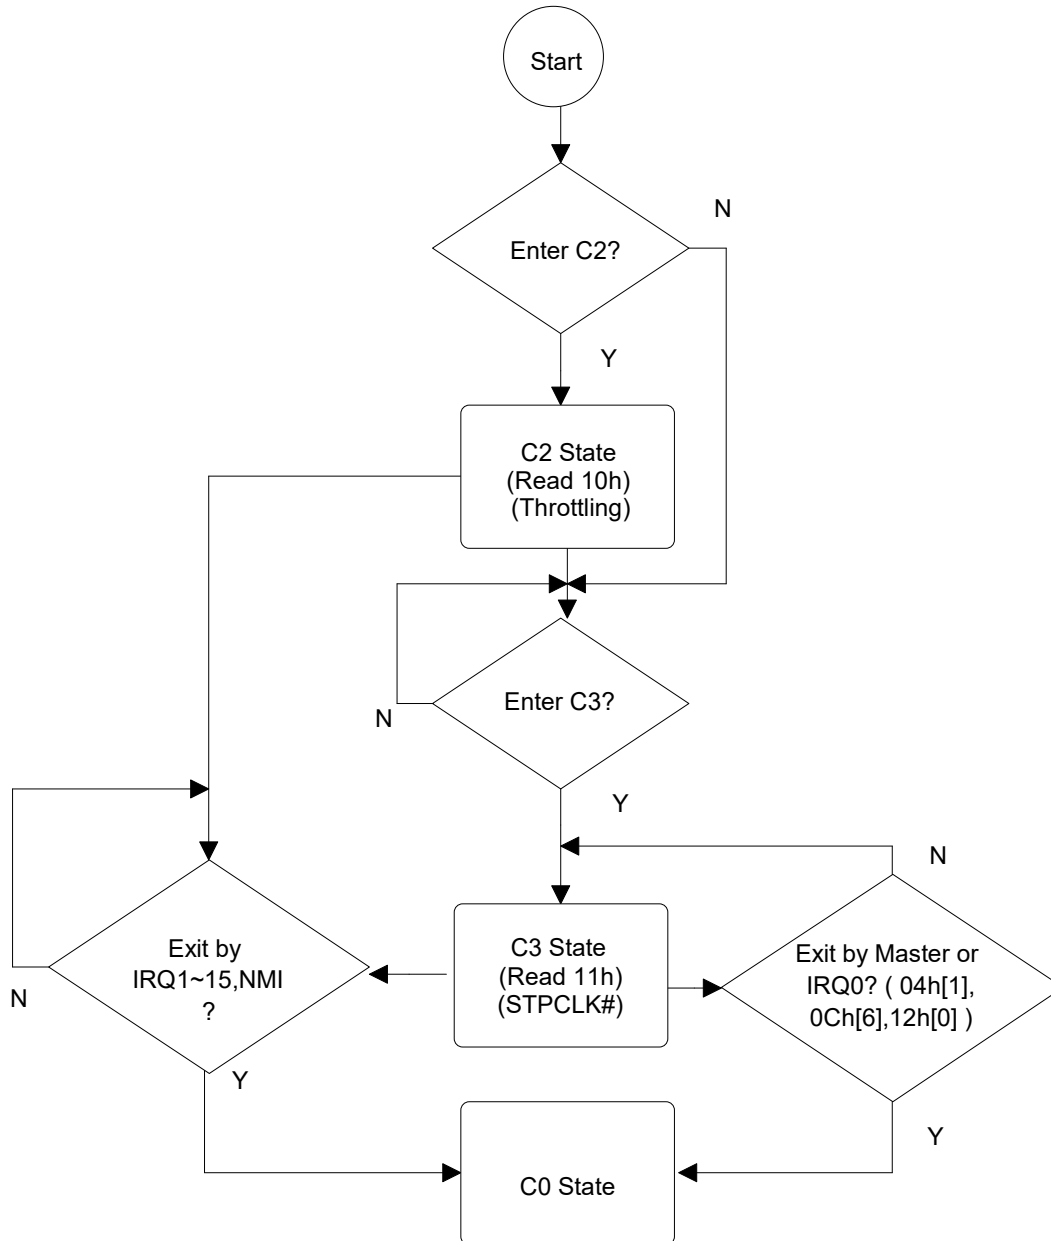 Start
N
Enter C2?
Y
C2 State
(Read 10h)
(Throttling)
Enter C3?
N
Y
N
Exit by
IRQ1~15,NMI
?
N
Y
C3 State
(Read 11h)
(STPCLK#)
Exit by Master or
IRQ0? ( 04h[1],
0Ch[6],12h[0] )
Y
C0 State